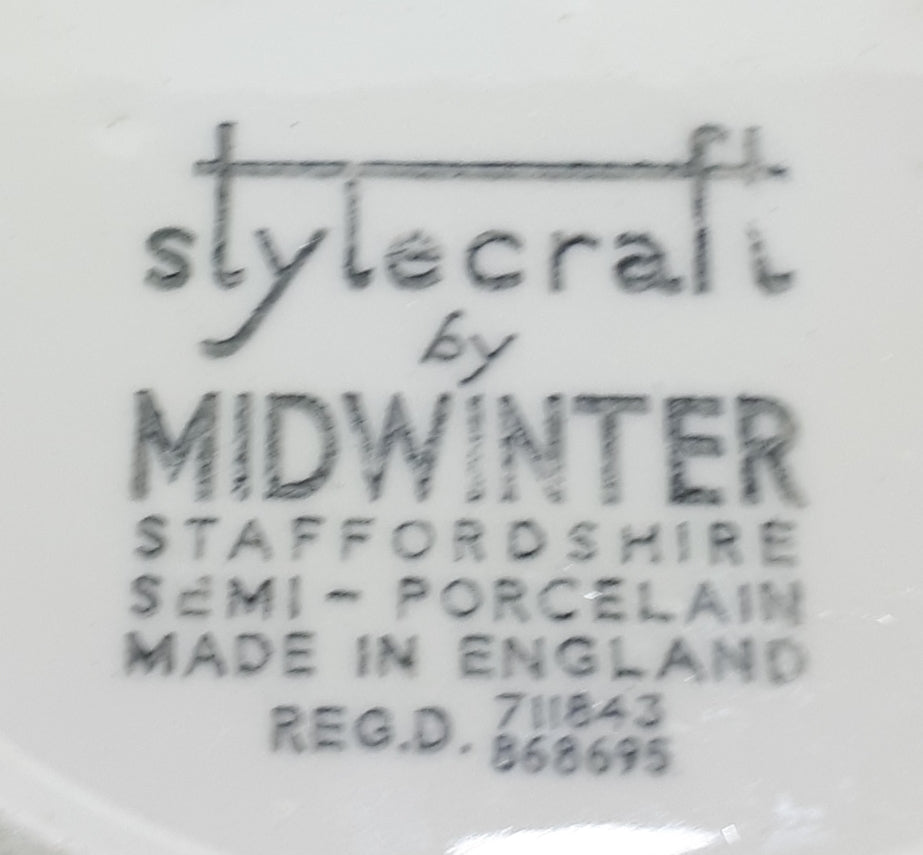 stylecraft
by
MIDWINTER
STAFFORDSHIRE
SEMI-PORCELAIN
MADE IN ENGLAND
REG.D. 711843
868695